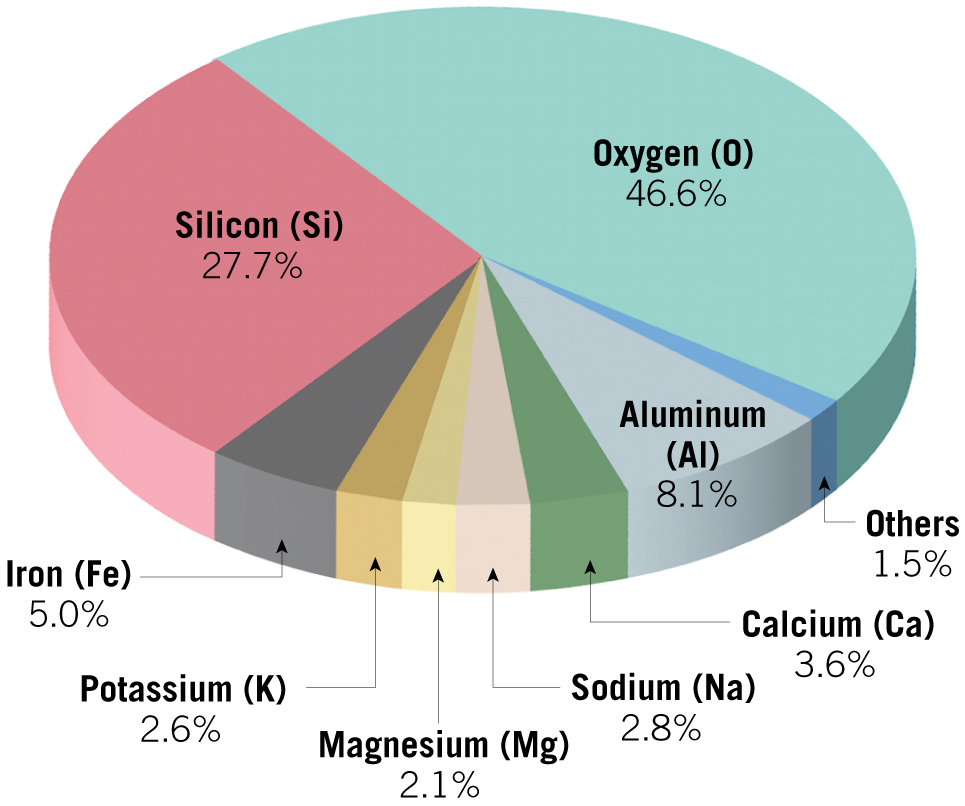 Oxygen (O)
46.6%
Silicon (Si)
27.7%
Aluminum
(Al)
8.1%
Others
1.5%
Iron (Fe)
5.0%
Calcium (Ca)
3.6%
Potassium (K)
2.6%
Sodium (Na)
2.8%
Magnesium (Mg)
2.1%